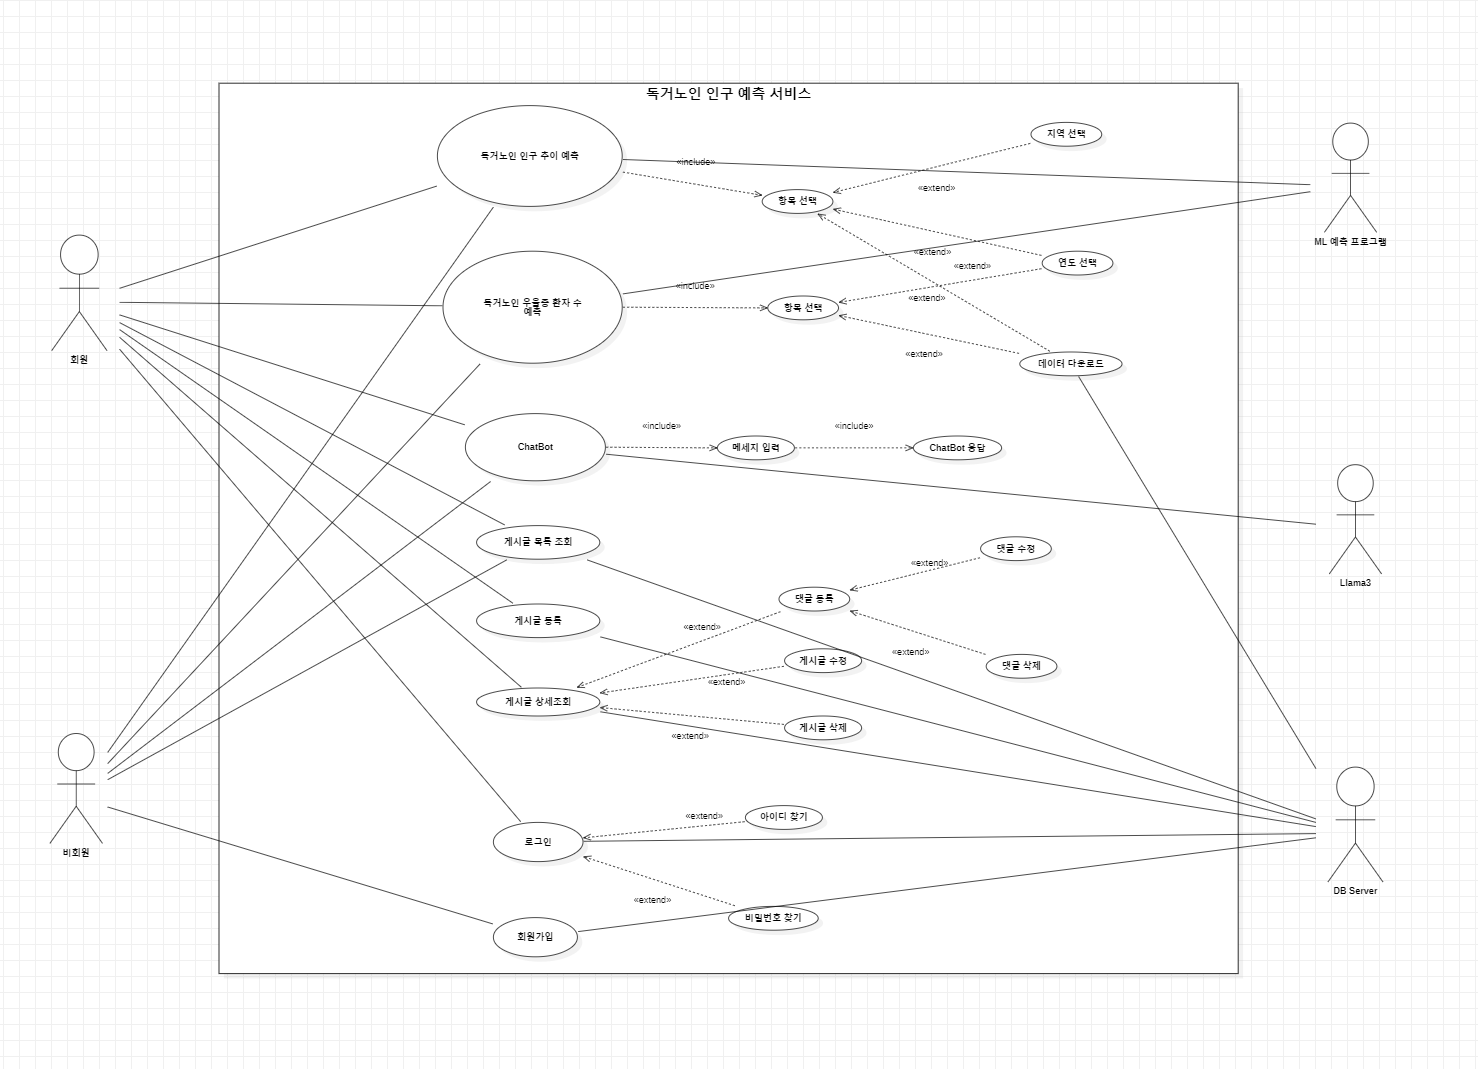 독거노인 인구 예측 서비스
지역 선택
독거노인 인구 추이 예측
«include»
«extend»
항목 선택
ML 예측 프로그램
«extend»
연도 선택
«extend»
«include»
독거노인 우울증 환자 수
예측
항목 선택
«extend»
회원
«extend»
데이터 다운로드
«include»
«include»
ChatBot
메세지 입력
ChatBot 응답
게시글 목록 조회
댓글 수정
«extend»
Llama3
댓글 등록
게시글 등록
«extend»
«extend»
게시글 수정
댓글 삭제
«extend»
게시글 상세조회
게시글 삭제
«extend»
«extend»
아이디 찾기
로그인
비회원
DB Server
«extend»
비밀번호 찾기
회원가입